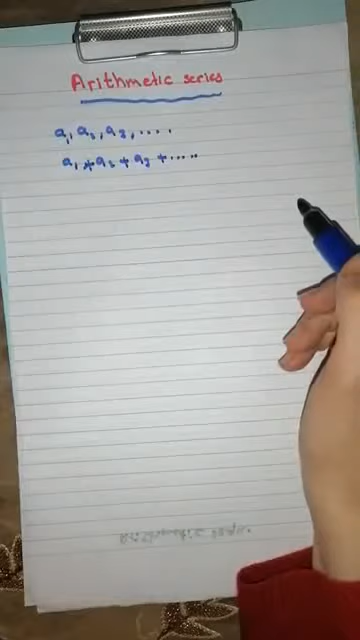 Arithmetic series
a₁, a₂, a₃, ....
a₁ + a₂ + a₃ + .....